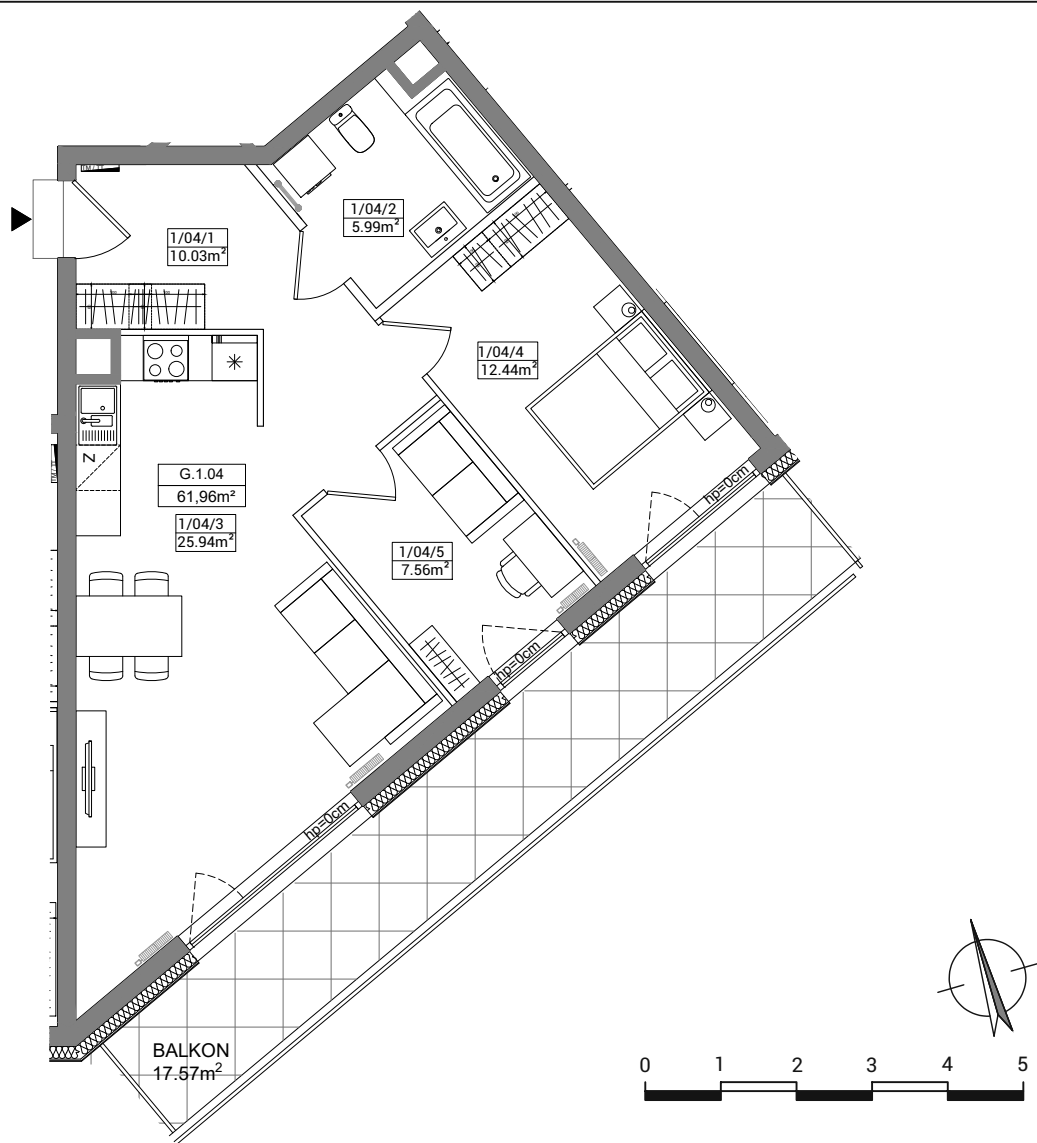 1/04/2
5.99m²
1/04/1
10.03m²
1/04/4
12.44m²
Z
G.1.04
61,96m²
1/04/3
25.94m²
1/04/5
7.56m²
hp=0cm
hp=0cm
hp=0cm
BALKON
17.57m²
0 1 2 3 4 5